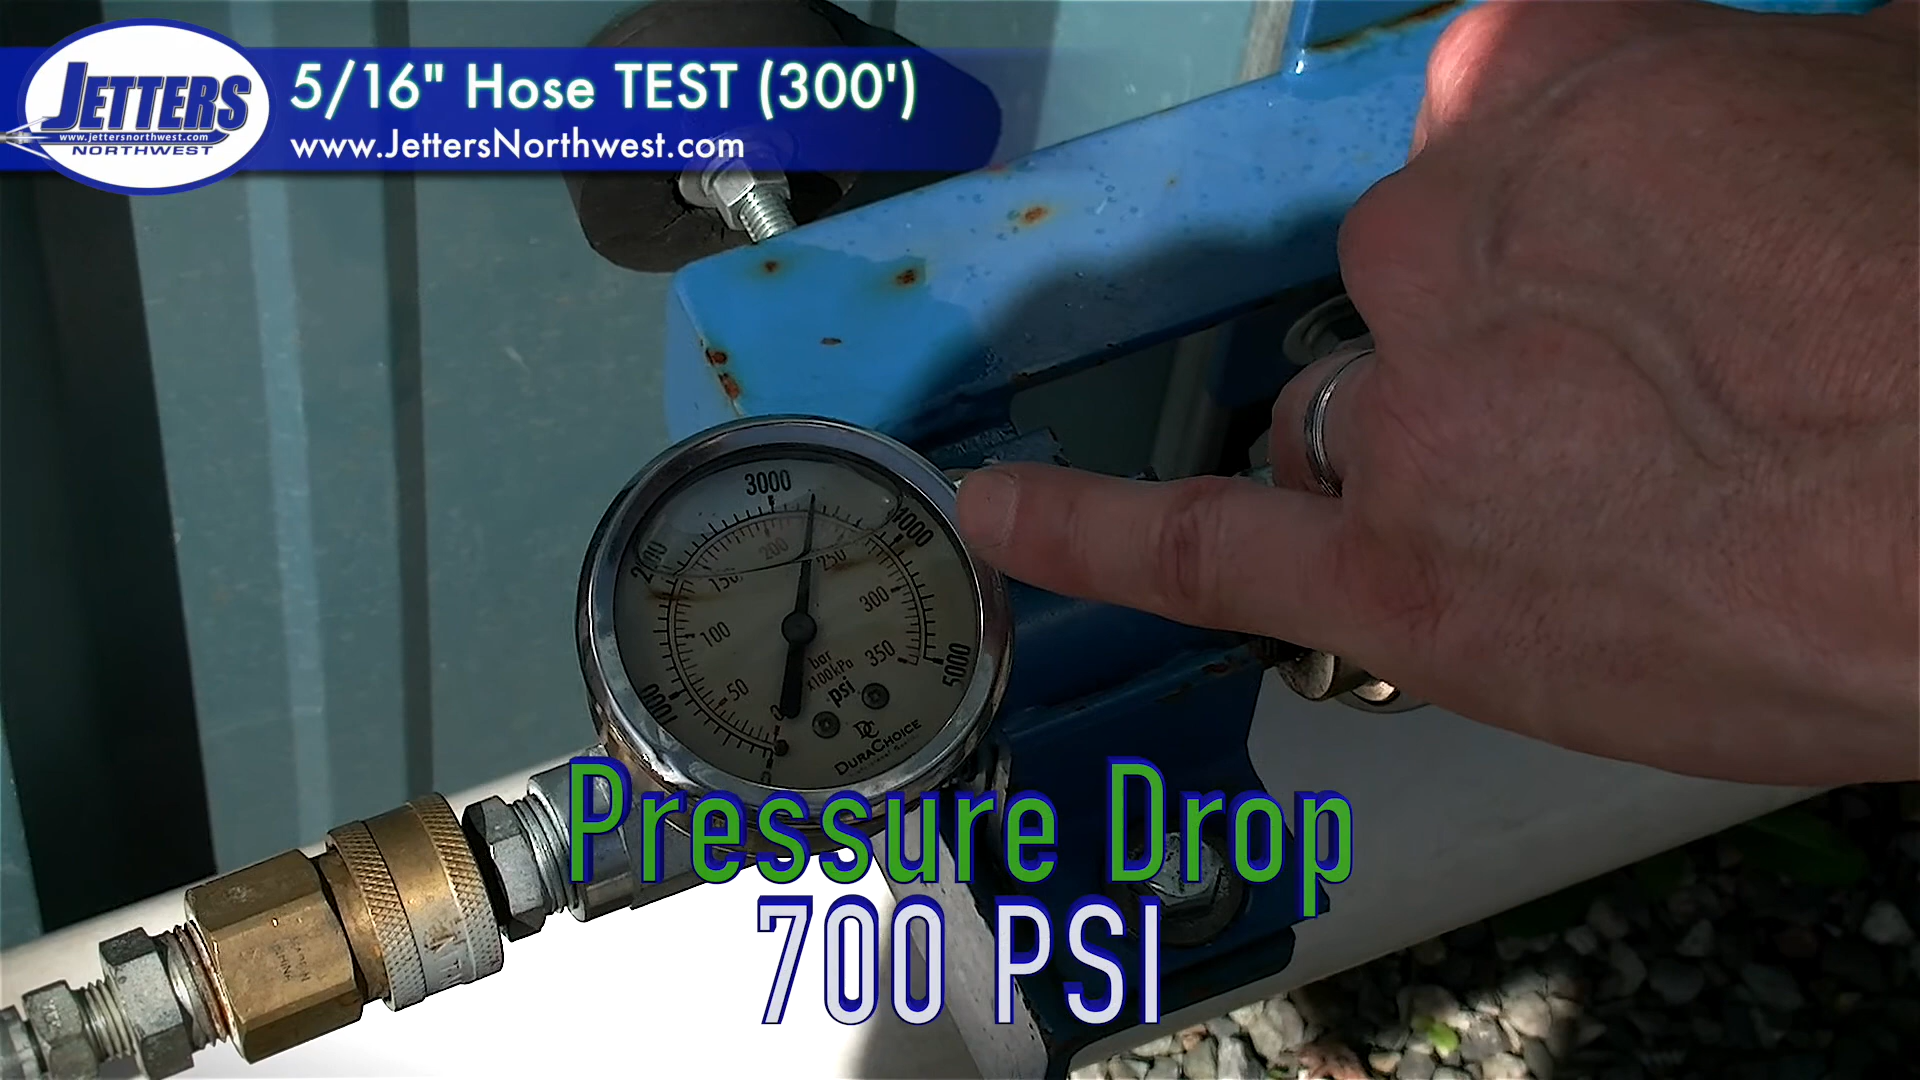 JETTERS
www.jettersnorthwest.com
NORTHWEST
5/16" Hose TEST (300')
www.JettersNorthwest.com
3000
4000
200
250
150
300
100
350
5000
50
1000
0
0
bar
x100kPa
psi
DC
DURACHOICE
Pressure Drop
700 PSI